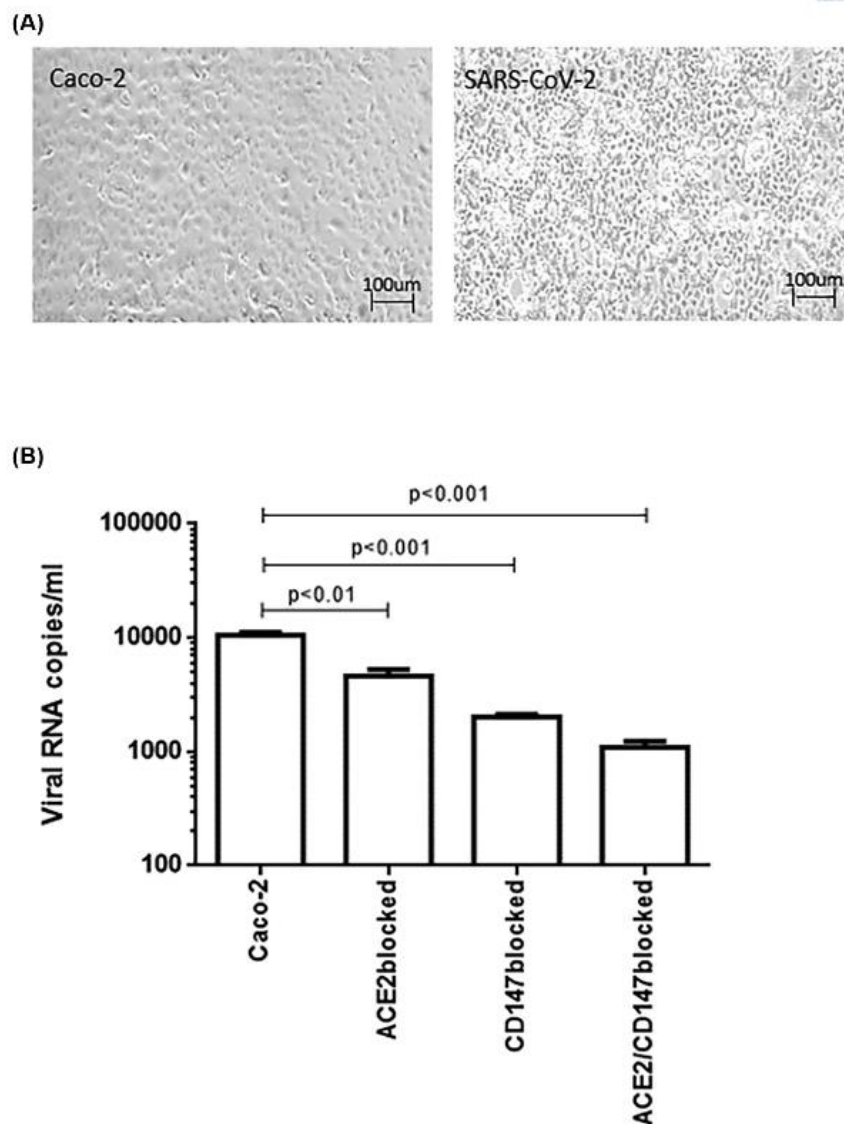 (A)
Caco-2
SARS-CoV-2
100um
100um
(B)
p<0.001
p<0.001
p<0.01
100000
10000
1000
100
Viral RNA copies/ml
Caco-2
ACE2blocked
CD147blocked
ACE2/CD147blocked